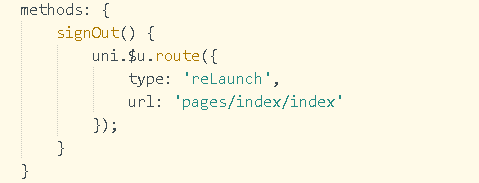 methods: {
    signOut() {
        uni.$u.route({
            type: 'reLaunch',
            url: 'pages/index/index'
        });
    }
}